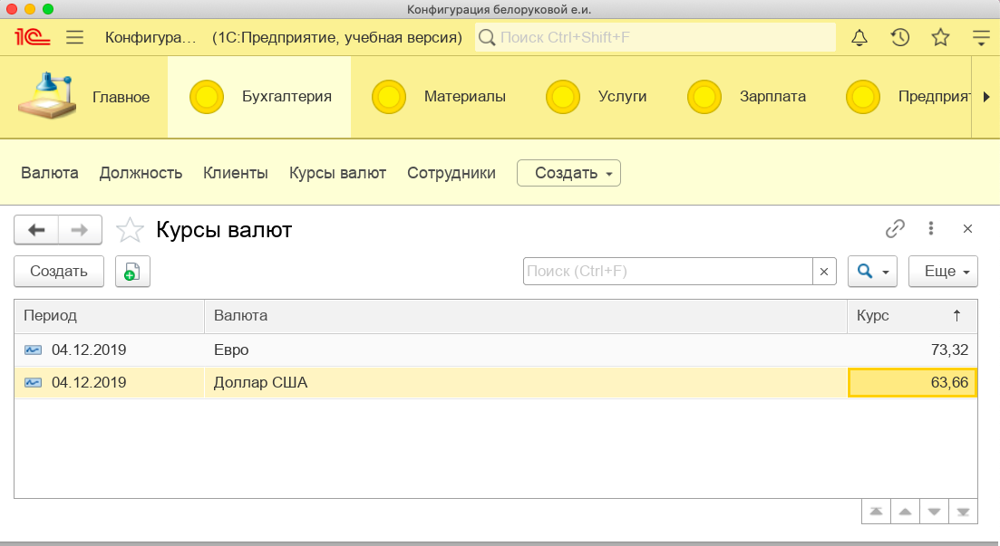 Конфигурация белоруковой е.и.
1С Конфигура... (1С:Предприятие, учебная версия) Поиск Ctrl+Shift+F
Главное Бухгалтерия Материалы Услуги Зарплата Предприят
Валюта Должность Клиенты Курсы валют Сотрудники Создать
Курсы валют
Создать Поиск (Ctrl+F) × Еще
Период Валюта Курс ↑
04.12.2019 Евро 73,32
04.12.2019 Доллар США 63,66